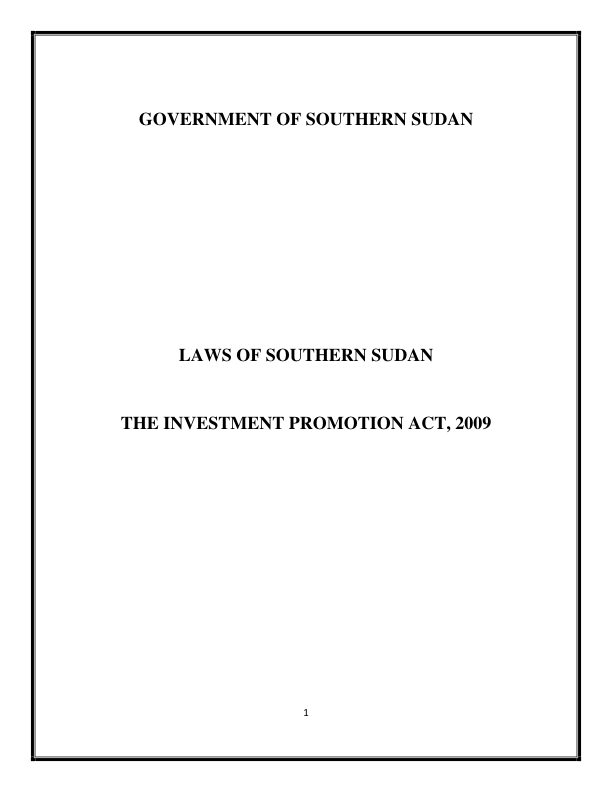 GOVERNMENT OF SOUTHERN SUDAN
LAWS OF SOUTHERN SUDAN
THE INVESTMENT PROMOTION ACT, 2009
1